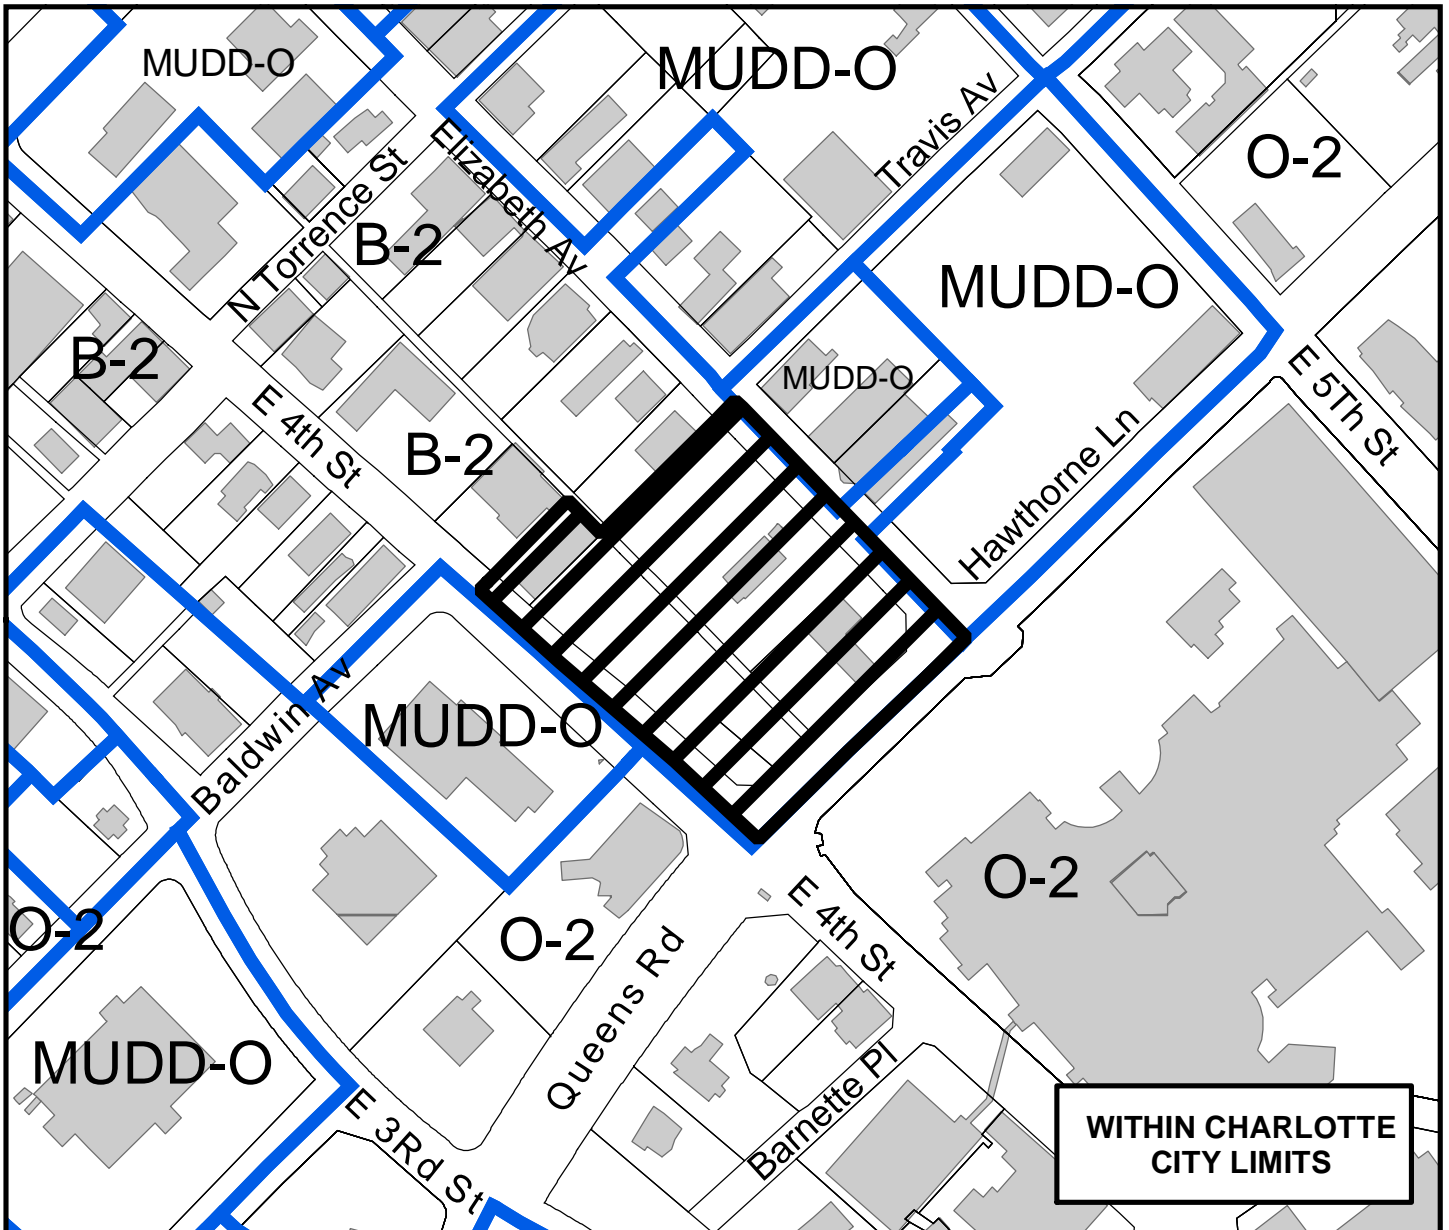 MUDD-O
MUDD-O
Travis Av
O-2
Elizabeth Av
N Torrence St
B-2
MUDD-O
B-2
E 5Th St
MUDD-O
E 4th St
B-2
Hawthorne Ln
Baldwin Av
MUDD-O
O-2
E 4th St
O-2
O-2
Queens Rd
MUDD-O
Barnette Pl
E 3Rd St
WITHIN CHARLOTTE
CITY LIMITS